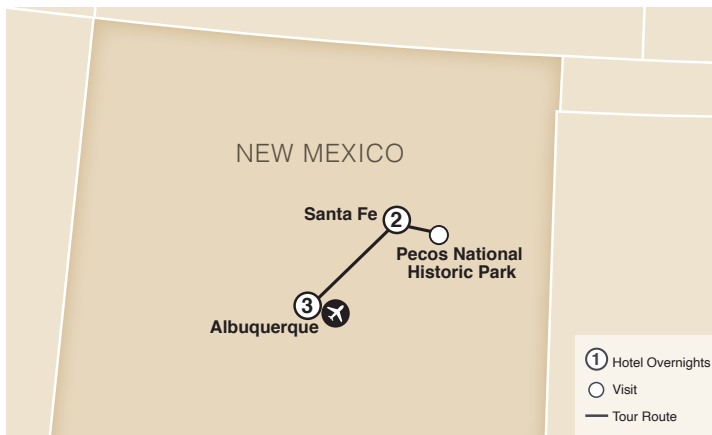 NEW MEXICO
Santa Fe
2
Pecos National
Historic Park
3
Albuquerque
1 Hotel Overnights
Visit
Tour Route